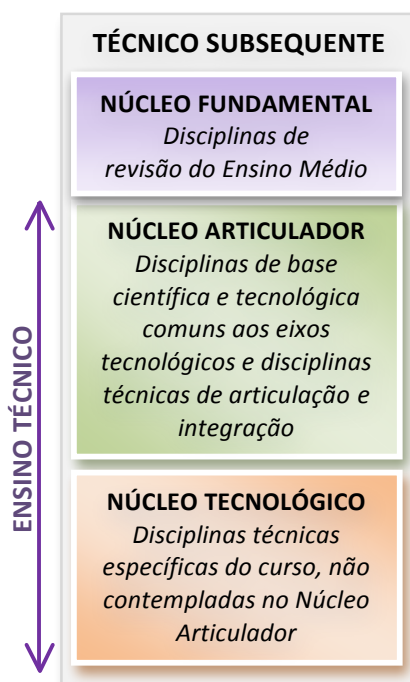 TÉCNICO SUBSEQUENTE
NÚCLEO FUNDAMENTAL
Disciplinas de
revisão do Ensino Médio
NÚCLEO ARTICULADOR
Disciplinas de base
científica e tecnológica
comuns aos eixos
tecnológicos e disciplinas
técnicas de articulação e
integração
NÚCLEO TECNOLÓGICO
Disciplinas técnicas
específicas do curso, não
contempladas no Núcleo
Articulador
ENSINO TÉCNICO